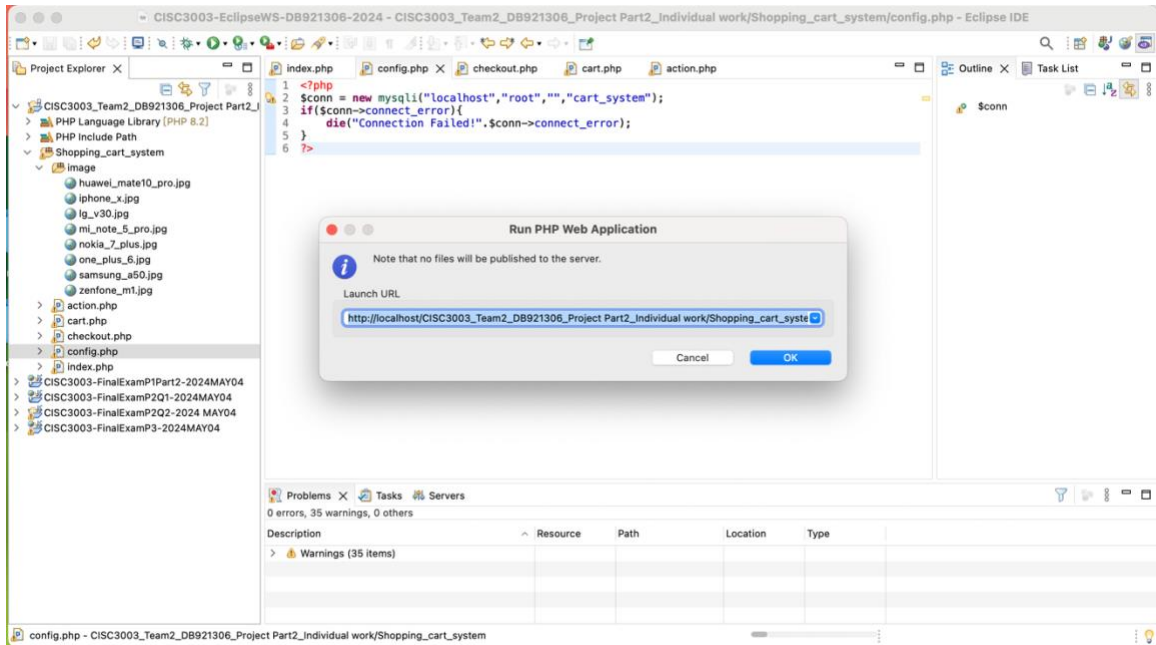 CISC3003-EclipseWS-DB921306-2024 - CISC3003_Team2_DB921306_Project Part2_Individual work/Shopping_cart_system/config.php - Eclipse IDE
Project Explorer
index.php
config.php
checkout.php
cart.php
action.php
Outline
Task List
CISC3003_Team2_DB921306_Project Part2_I
PHP Language Library [PHP 8.2]
PHP Include Path
Shopping_cart_system
image
huawei_mate10_pro.jpg
iphone_x.jpg
lg_v30.jpg
mi_note_5_pro.jpg
nokia_7_plus.jpg
one_plus_6.jpg
samsung_a50.jpg
zenfone_m1.jpg
action.php
cart.php
checkout.php
config.php
index.php
CISC3003-FinalExamP1Part2-2024MAY04
CISC3003-FinalExamP2Q1-2024MAY04
CISC3003-FinalExamP2Q2-2024 MAY04
CISC3003-FinalExamP3-2024MAY04
1 <?php
2 $conn = new mysqli("localhost","root","","cart_system");
3 if($conn->connect_error){
4 die("Connection Failed!".$conn->connect_error);
5 }
6 ?>
$conn
Run PHP Web Application
Note that no files will be published to the server.
Launch URL
http://localhost/CISC3003_Team2_DB921306_Project Part2_Individual work/Shopping_cart_syste
Cancel
OK
Problems
Tasks
Servers
0 errors, 35 warnings, 0 others
Description
Resource
Path
Location
Type
Warnings (35 items)
config.php - CISC3003_Team2_DB921306_Project Part2_Individual work/Shopping_cart_system